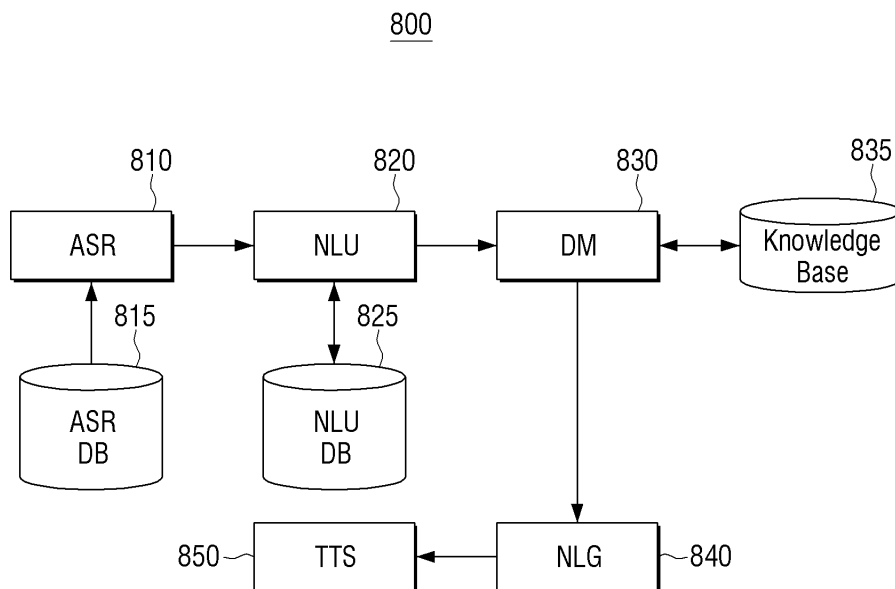 800
810
820
830
835
ASR
NLU
DM
Knowledge
Base
815
825
ASR
DB
NLU
DB
850
TTS
NLG
840